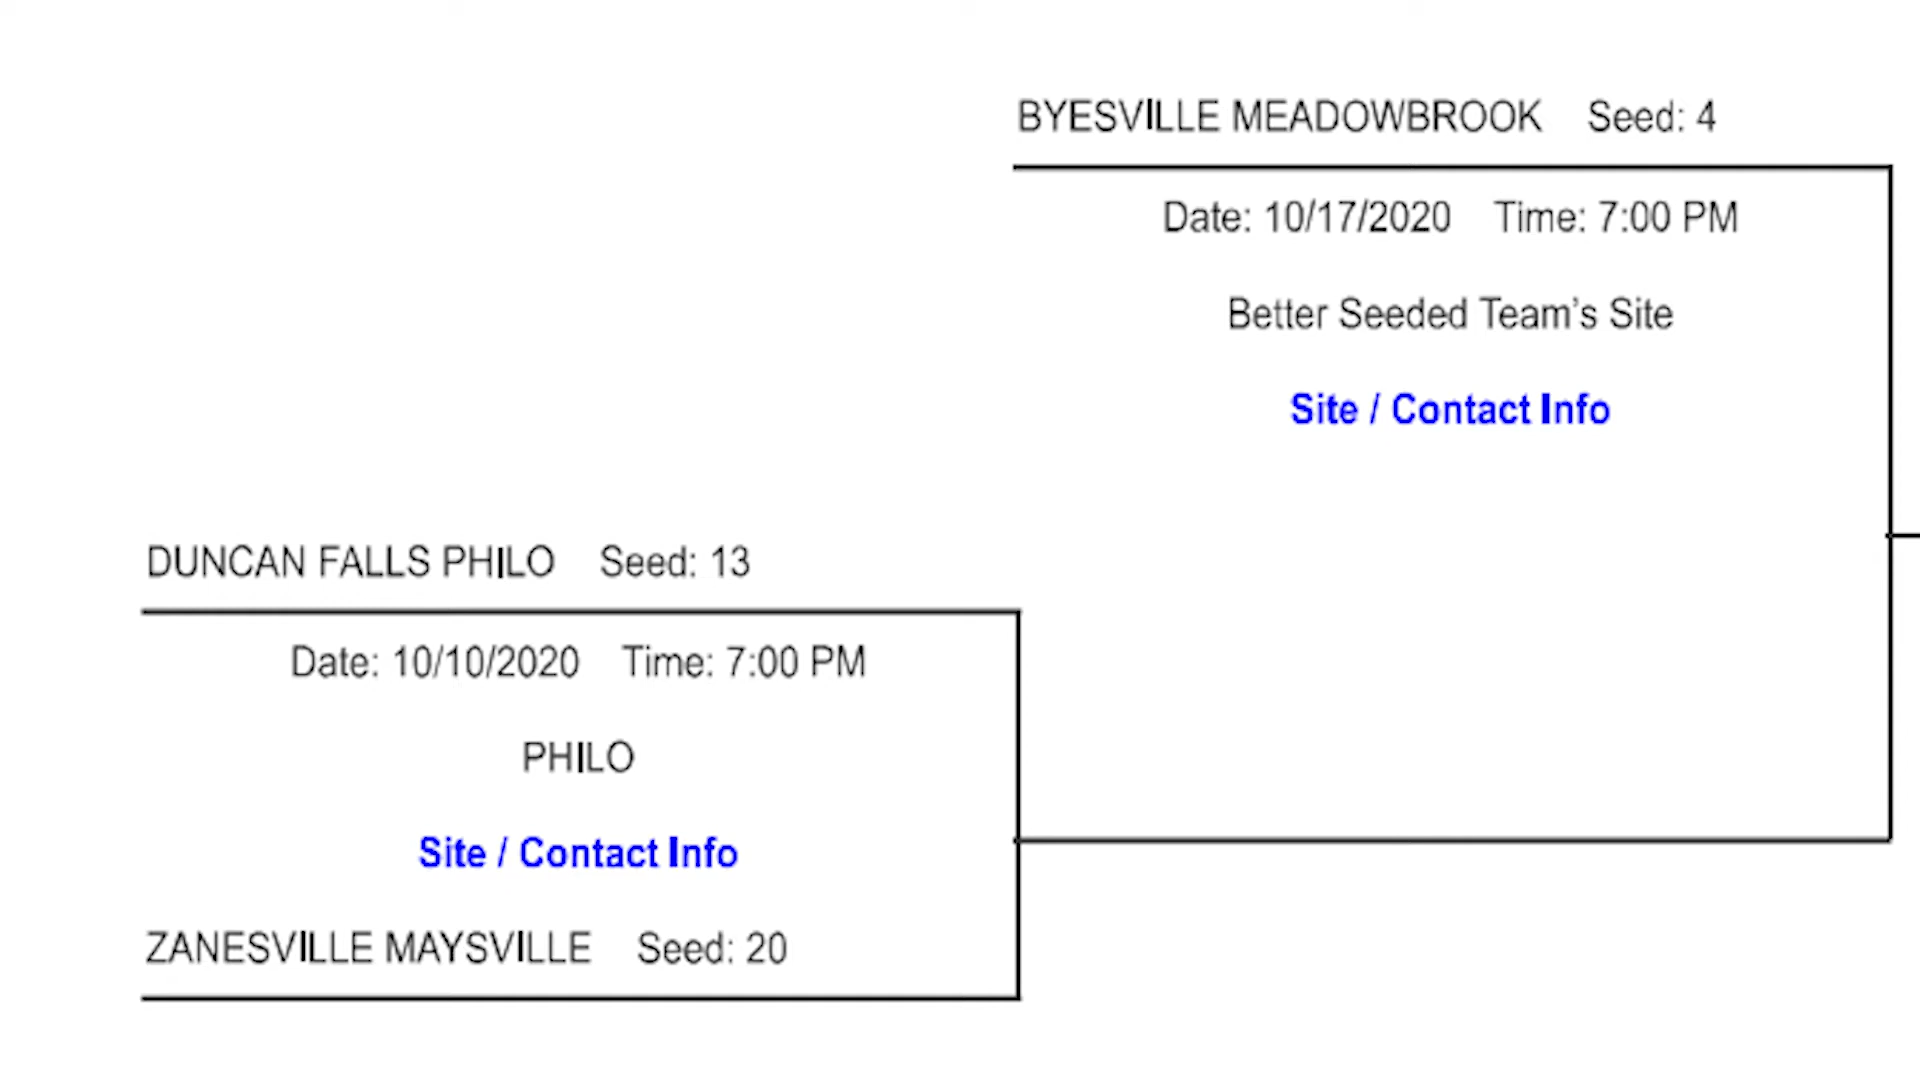 BYESVILLE MEADOWBROOK Seed: 4
Date: 10/17/2020 Time: 7:00 PM
Better Seeded Team's Site
Site / Contact Info
DUNCAN FALLS PHILO Seed: 13
Date: 10/10/2020 Time: 7:00 PM
PHILO
Site / Contact Info
ZANESVILLE MAYSVILLE Seed: 20